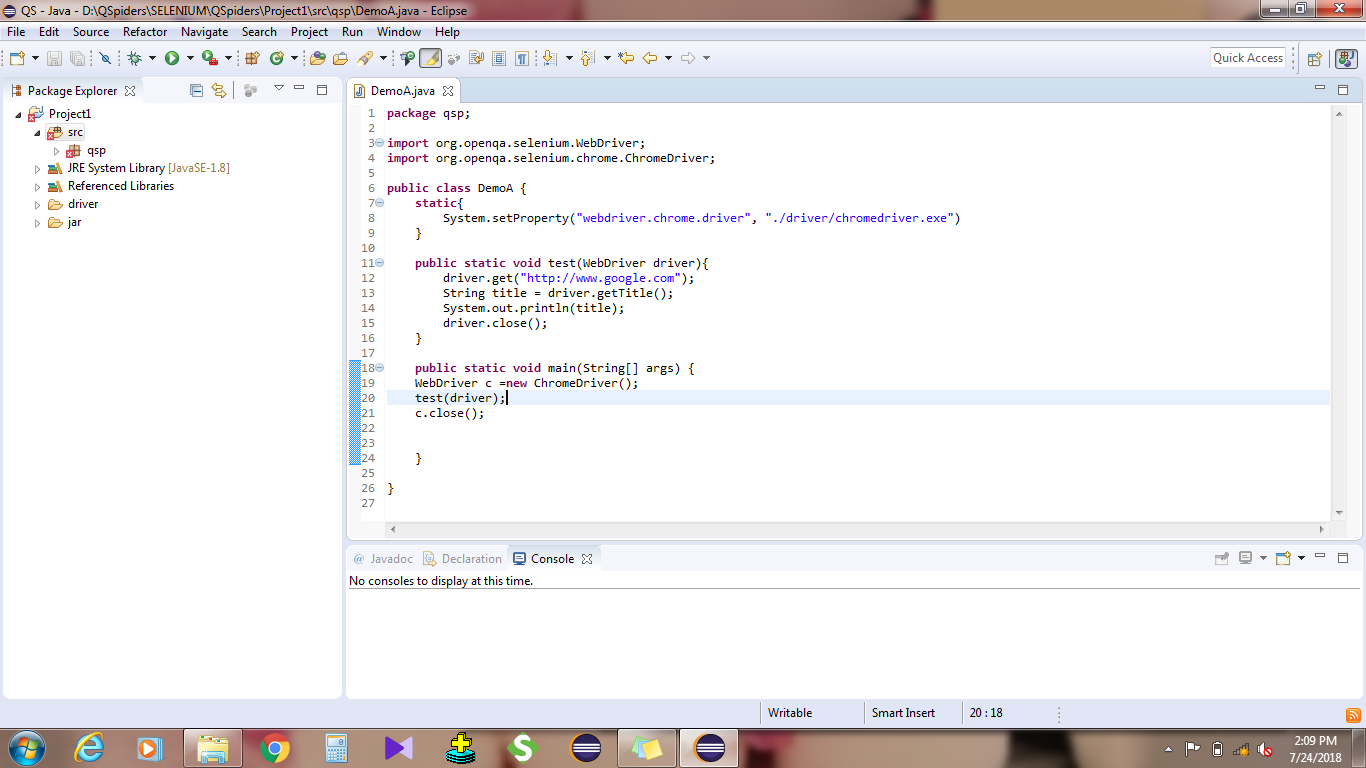 QS - Java - D:\QSpiders\SELENIUM\QSpiders\Project1\src\qsp\DemoA.java - Eclipse
File Edit Source Refactor Navigate Search Project Run Window Help
Quick Access
Package Explorer
Project1
src
qsp
JRE System Library [JavaSE-1.8]
Referenced Libraries
driver
jar
DemoA.java
1 package qsp;
2
3 import org.openqa.selenium.WebDriver;
4 import org.openqa.selenium.chrome.ChromeDriver;
5
6 public class DemoA {
7 static{
8 System.setProperty("webdriver.chrome.driver", "./driver/chromedriver.exe")
9 }
10
11 public static void test(WebDriver driver){
12 driver.get("http://www.google.com");
13 String title = driver.getTitle();
14 System.out.println(title);
15 driver.close();
16 }
17
18 public static void main(String[] args) {
19 WebDriver c =new ChromeDriver();
20 test(driver);
21 c.close();
22
23
24 }
25
26 }
27
@ Javadoc Declaration Console
No consoles to display at this time.
Writable Smart Insert 20 : 18
2:09 PM
7/24/2018